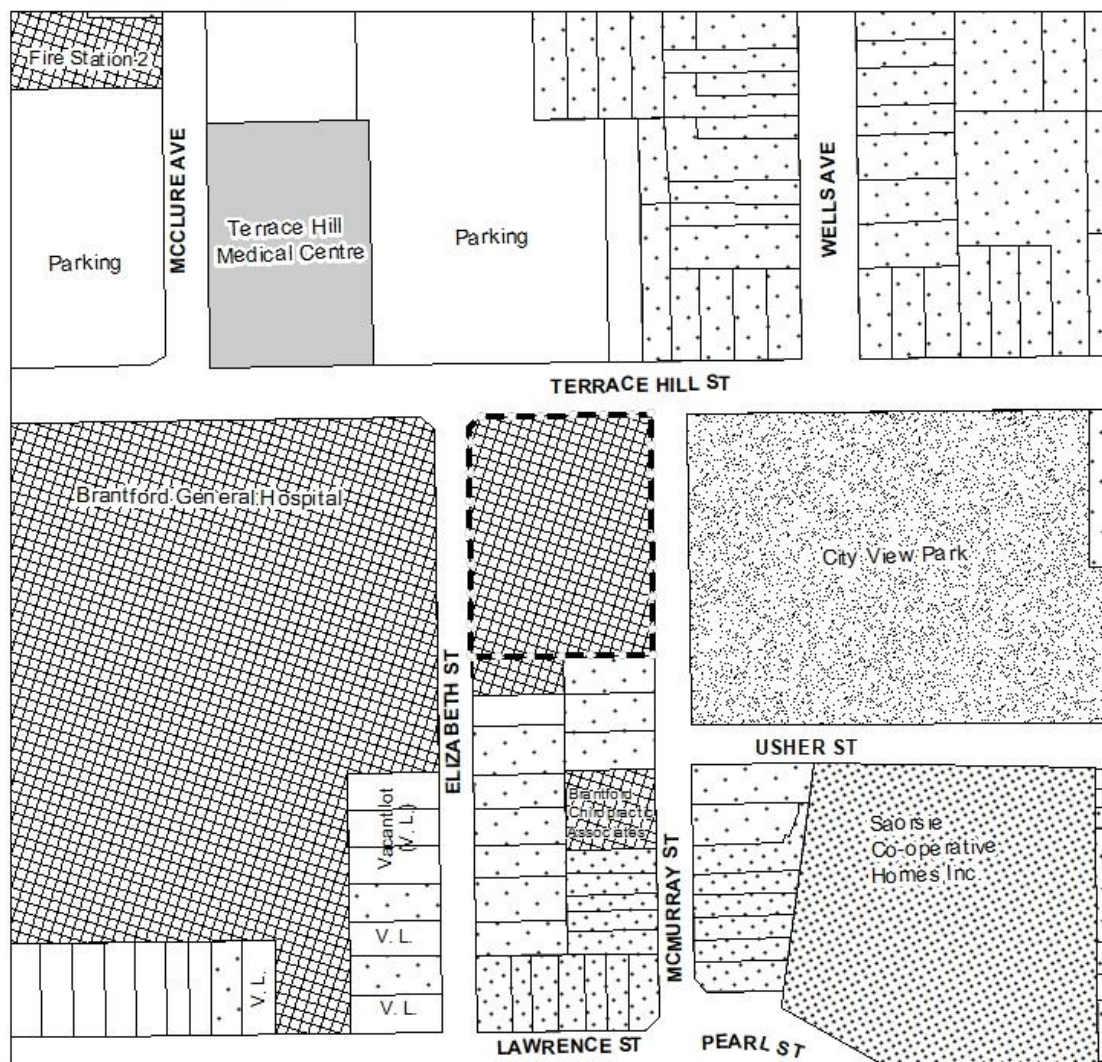 Fire Station 2
MCCLURE AVE
WELLS AVE
Terrace Hill
Medical Centre
Parking
Parking
TERRACE HILL ST
Brantford General Hospital
City View Park
ELIZABETH ST
USHER ST
Vacant lot
(V. L.)
Brantford
Chiropractic
Associates
Saorsie
Co-operative
Homes Inc
MCMURRAY ST
V. L.
V. L.
V. L.
LAWRENCE ST
PEARL ST